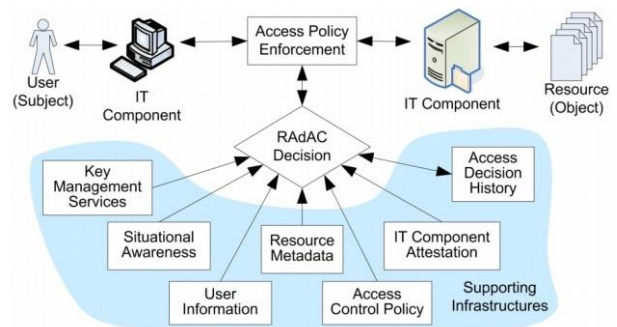 Access Policy
Enforcement
User
(Subject)
IT
Component
IT Component
Resource
(Object)
RAdAC
Decision
Key
Management
Services
Access
Decision
History
Situational
Awareness
Resource
Metadata
IT Component
Attestation
User
Information
Access
Control Policy
Supporting
Infrastructures